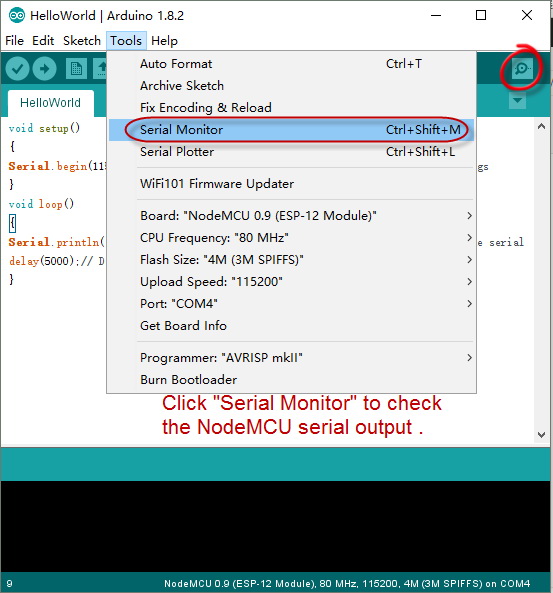 HelloWorld | Arduino 1.8.2
File Edit Sketch Tools Help
HelloWorld
Auto Format Ctrl+T
Archive Sketch
Fix Encoding & Reload
Serial Monitor Ctrl+Shift+M
Serial Plotter Ctrl+Shift+L
WiFi101 Firmware Updater
Board: "NodeMCU 0.9 (ESP-12 Module)"
CPU Frequency: "80 MHz"
Flash Size: "4M (3M SPIFFS)"
Upload Speed: "115200"
Port: "COM4"
Get Board Info
Programmer: "AVRISP mkII"
Burn Bootloader
void setup()
{
Serial.begin(115 gs
}
void loop()
{
Serial.println( e serial
delay(5000);// D
}
Click "Serial Monitor" to check
the NodeMCU serial output .
9 NodeMCU 0.9 (ESP-12 Module), 80 MHz, 115200, 4M (3M SPIFFS) on COM4